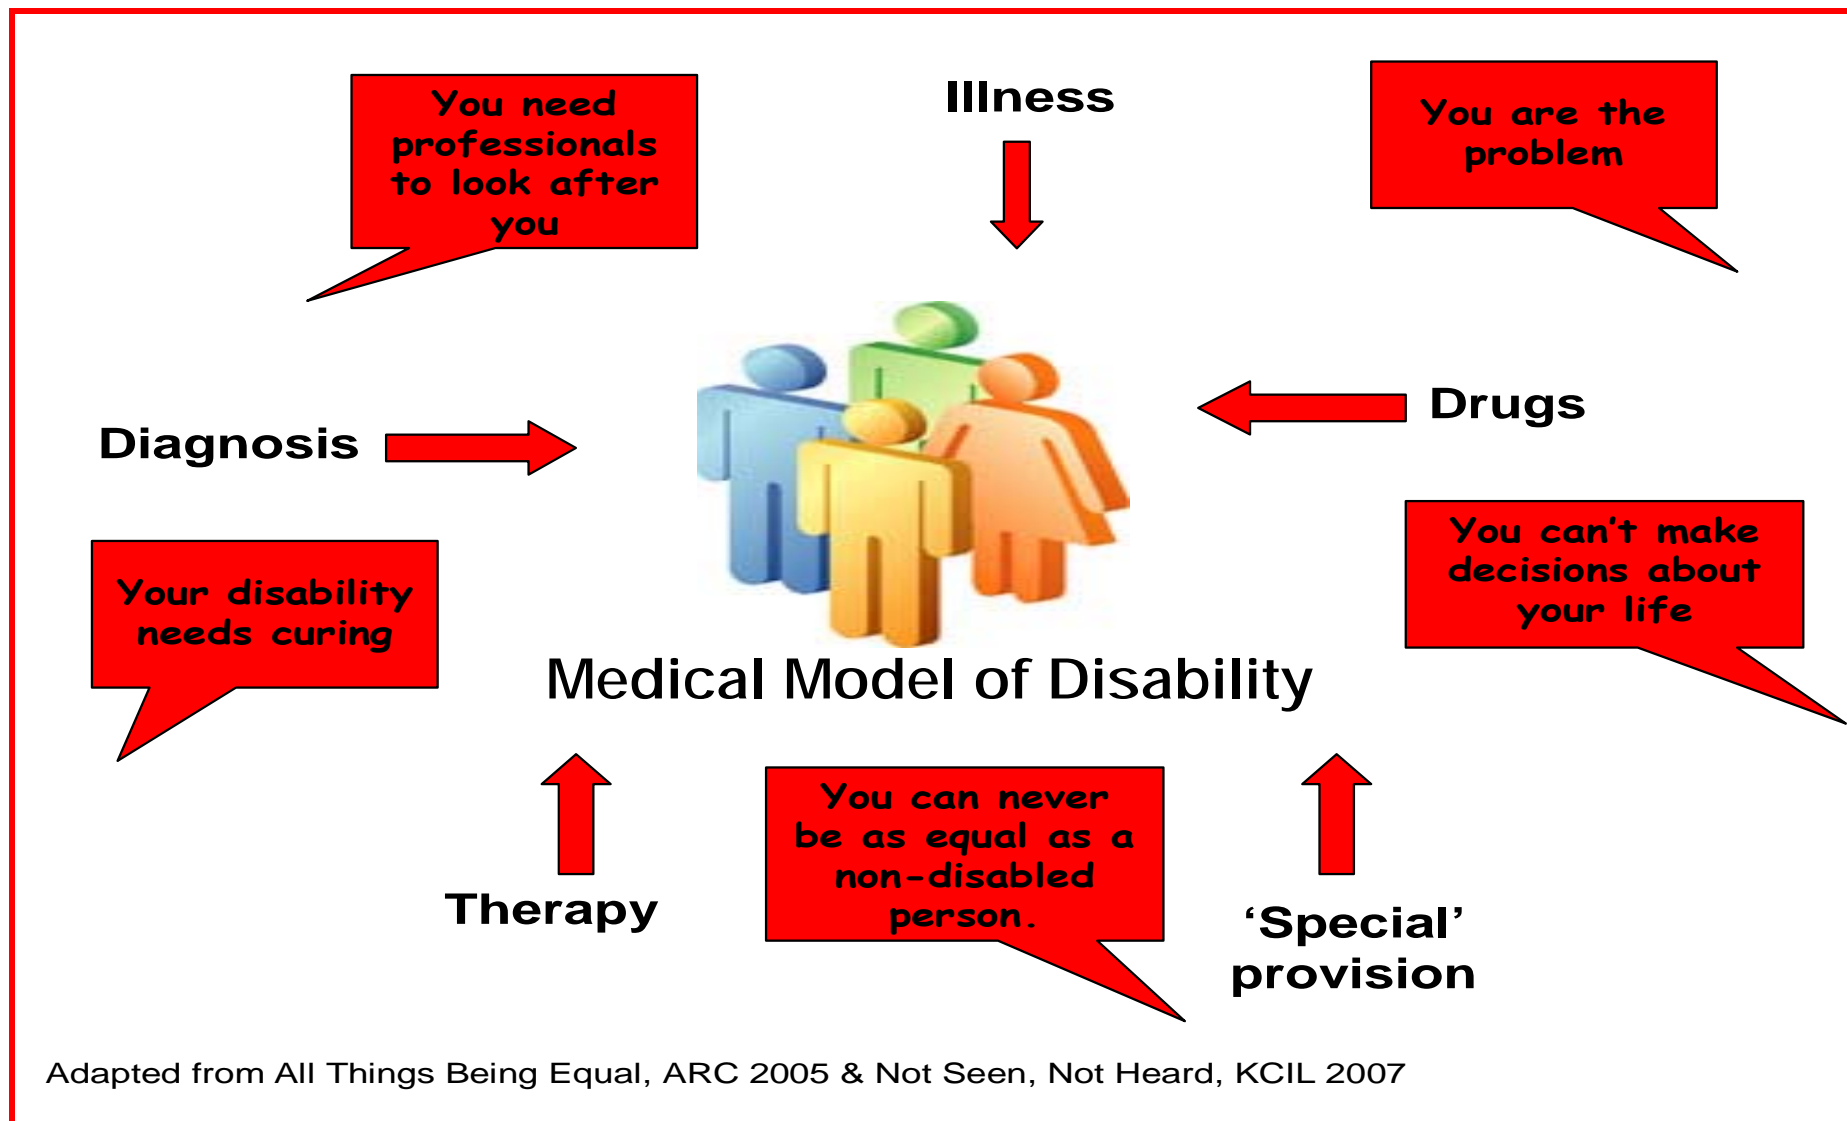 You need
professionals
to look after
you
Illness
You are the
problem
Diagnosis
Drugs
Your disability
needs curing
You can't make
decisions about
your life
Medical Model of Disability
Therapy
You can never
be as equal as a
non-disabled
person.
‘Special’
provision
Adapted from All Things Being Equal, ARC 2005 & Not Seen, Not Heard, KCIL 2007